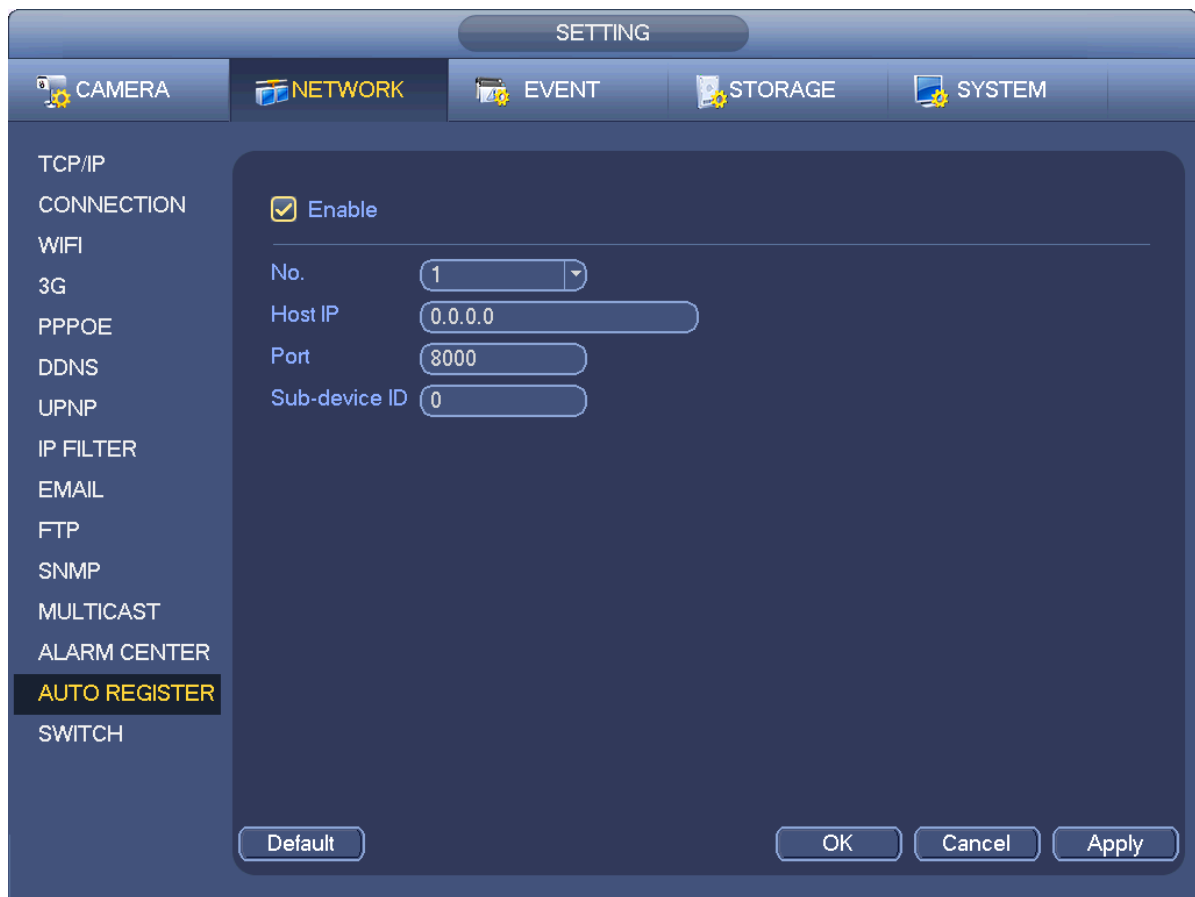 SETTING
CAMERA NETWORK EVENT STORAGE SYSTEM
TCP/IP
CONNECTION
WIFI
3G
PPPOE
DDNS
UPNP
IP FILTER
EMAIL
FTP
SNMP
MULTICAST
ALARM CENTER
AUTO REGISTER
SWITCH
Enable
No. 1
Host IP 0.0.0.0
Port 8000
Sub-device ID 0
Default OK Cancel Apply